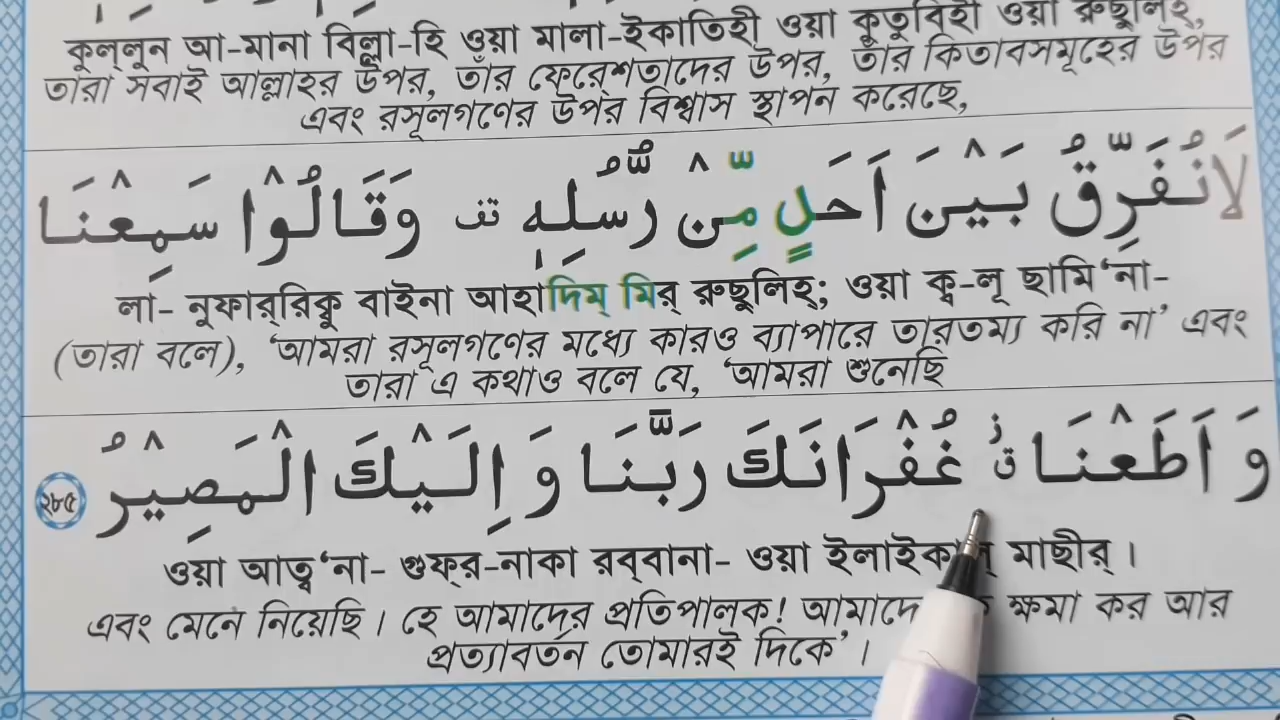 কুল্লুন আ-মানা বিল্লা-হি ওয়া মালা-ইকাতিহী ওয়া কুতুবিহী ওয়া রুছুলিহ্,
তারা সবাই আল্লাহর উপর, তাঁর ফেরেশতাদের উপর, তাঁর কিতাবসমূহের উপর
এবং রসূলগণের উপর বিশ্বাস স্থাপন করেছে,
لَا نُفَرِّقُ بَيْنَ اَحَدٍ مِّنْ رُّسُلِهٖ قف وَقَالُوْا سَمِعْنَا
লা- নুফার্‌রিকু বাইনা আহাদিম্ মির্ রুছুলিহ্; ওয়া ক্ব-লূ ছামি‘না-
(তারা বলে), ‘আমরা রসূলগণের মধ্যে কারও ব্যাপারে তারতম্য করি না’ এবং
তারা এ কথাও বলে যে, ‘আমরা শুনেছি
وَ اَطَعْنَا غُفْرَانَكَ رَبَّنَا وَ اِلَيْكَ الْمَصِيْرُ ২৮৫
ওয়া আত্ব‘না- গুফ্‌র-নাকা রব্বানা- ওয়া ইলাইকাল্ মাছীর্ ।
এবং মেনে নিয়েছি। হে আমাদের প্রতিপালক! ক্ষমা কর আর
প্রত্যাবর্তন তোমারই দিকে’।